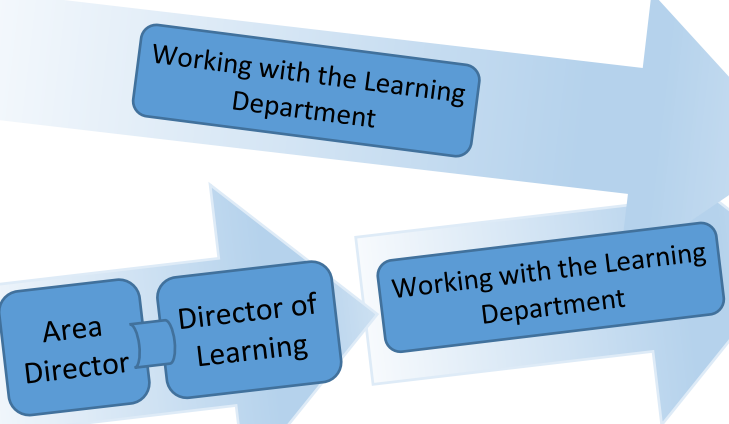 Working with the Learning
Department
Area
Director
Director of
Learning
Working with the Learning
Department